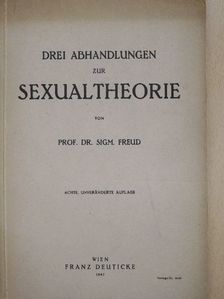 DREI ABHANDLUNGEN
ZUR
SEXUALTHEORIE
VON
PROF. DR. SIGM. FREUD
ACHTE, UNVERÄNDERTE AUFLAGE
WIEN
FRANZ DEUTICKE